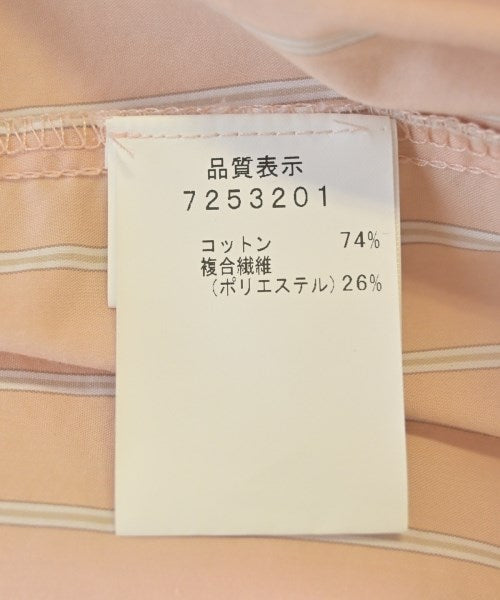 品質表示
7253201
コットン 74%
複合繊維
(ポリエステル) 26%